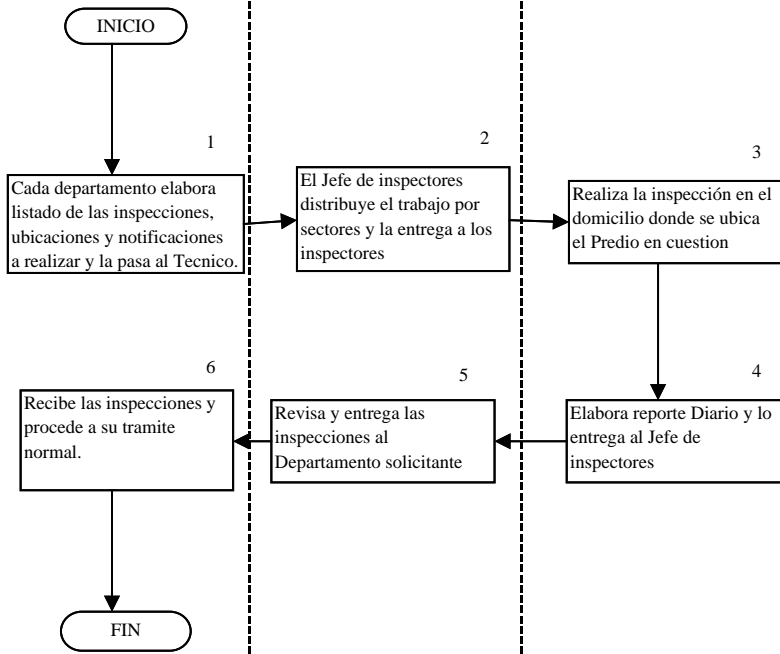 INICIO
1
Cada departamento elabora
listado de las inspecciones,
ubicaciones y notificaciones
a realizar y la pasa al Tecnico.
2
El Jefe de inspectores
distribuye el trabajo por
sectores y la entrega a los
inspectores
3
Realiza la inspección en el
domicilio donde se ubica
el Predio en cuestion
4
Elabora reporte Diario y lo
entrega al Jefe de
inspectores
5
Revisa y entrega las
inspecciones al
Departamento solicitante
6
Recibe las inspecciones y
procede a su tramite
normal.
FIN